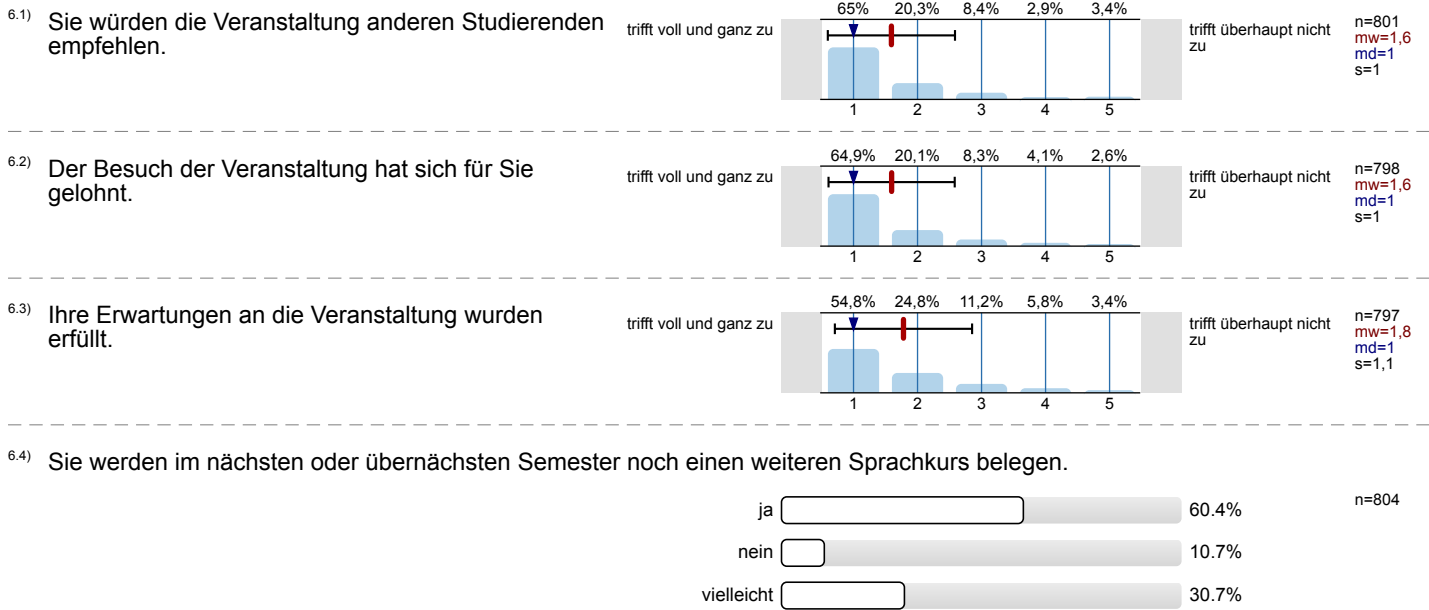 6.1) Sie würden die Veranstaltung anderen Studierenden
empfehlen.
trifft voll und ganz zu
65% 20,3% 8,4% 2,9% 3,4%
1 2 3 4 5
trifft überhaupt nicht
zu
n=801
mw=1,6
md=1
s=1
6.2) Der Besuch der Veranstaltung hat sich für Sie
gelohnt.
trifft voll und ganz zu
64,9% 20,1% 8,3% 4,1% 2,6%
1 2 3 4 5
trifft überhaupt nicht
zu
n=798
mw=1,6
md=1
s=1
6.3) Ihre Erwartungen an die Veranstaltung wurden
erfüllt.
trifft voll und ganz zu
54,8% 24,8% 11,2% 5,8% 3,4%
1 2 3 4 5
trifft überhaupt nicht
zu
n=797
mw=1,8
md=1
s=1,1
6.4) Sie werden im nächsten oder übernächsten Semester noch einen weiteren Sprachkurs belegen.
ja 60.4%
n=804
nein 10.7%
vielleicht 30.7%